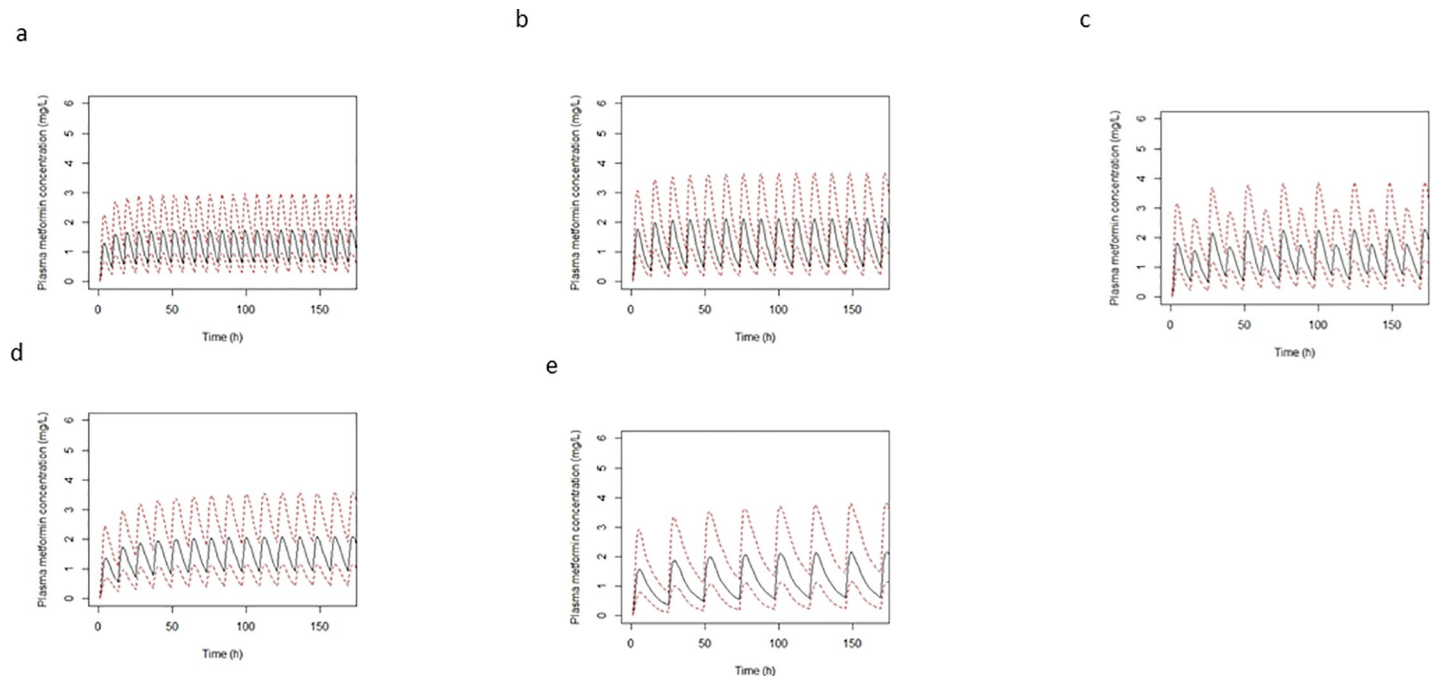 a
Plasma metformin concentration (mg/L)
0 1 2 3 4 5 6
0 50 100 150
Time (h)
b
Plasma metformin concentration (mg/L)
0 1 2 3 4 5 6
0 50 100 150
Time (h)
c
Plasma metformin concentration (mg/L)
0 1 2 3 4 5 6
0 50 100 150
Time (h)
d
Plasma metformin concentration (mg/L)
0 1 2 3 4 5 6
0 50 100 150
Time (h)
e
Plasma metformin concentration (mg/L)
0 1 2 3 4 5 6
0 50 100 150
Time (h)